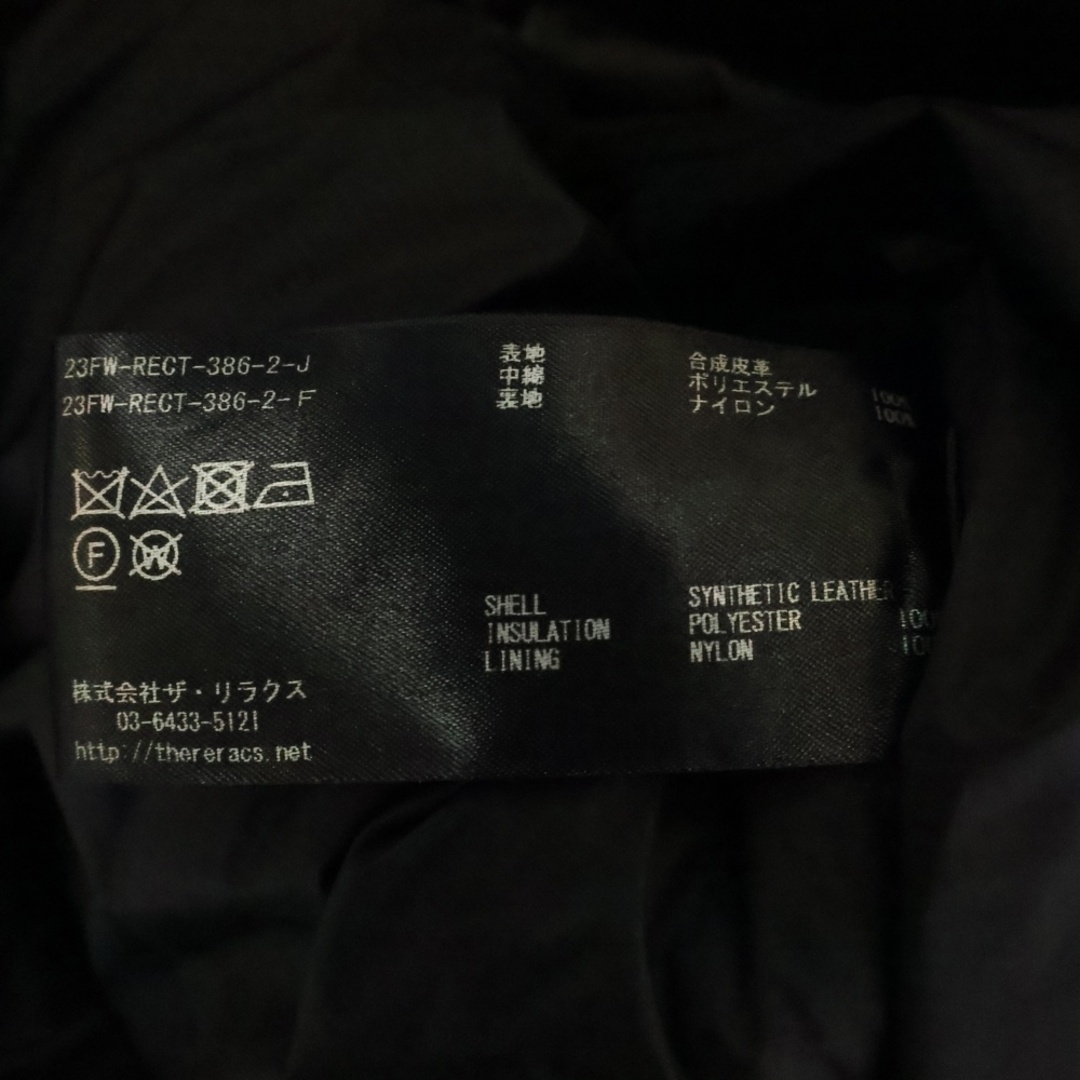 23FW-RECT-386-2-J
23FW-RECT-386-2-F
表地 合成皮革
中綿 ポリエステル 100%
裏地 ナイロン 100%
F
W
SHELL SYNTHETIC LEATHER
INSULATION POLYESTER
LINING NYLON
株式会社ザ・リラクス
03-6433-5121
http://thereracs.net